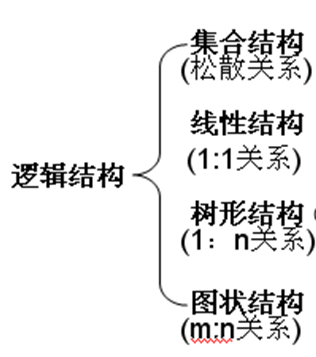 集合结构
(松散关系)
线性结构
(1:1关系)
逻辑结构
树形结构
(1：n关系)
图状结构
(m:n关系)